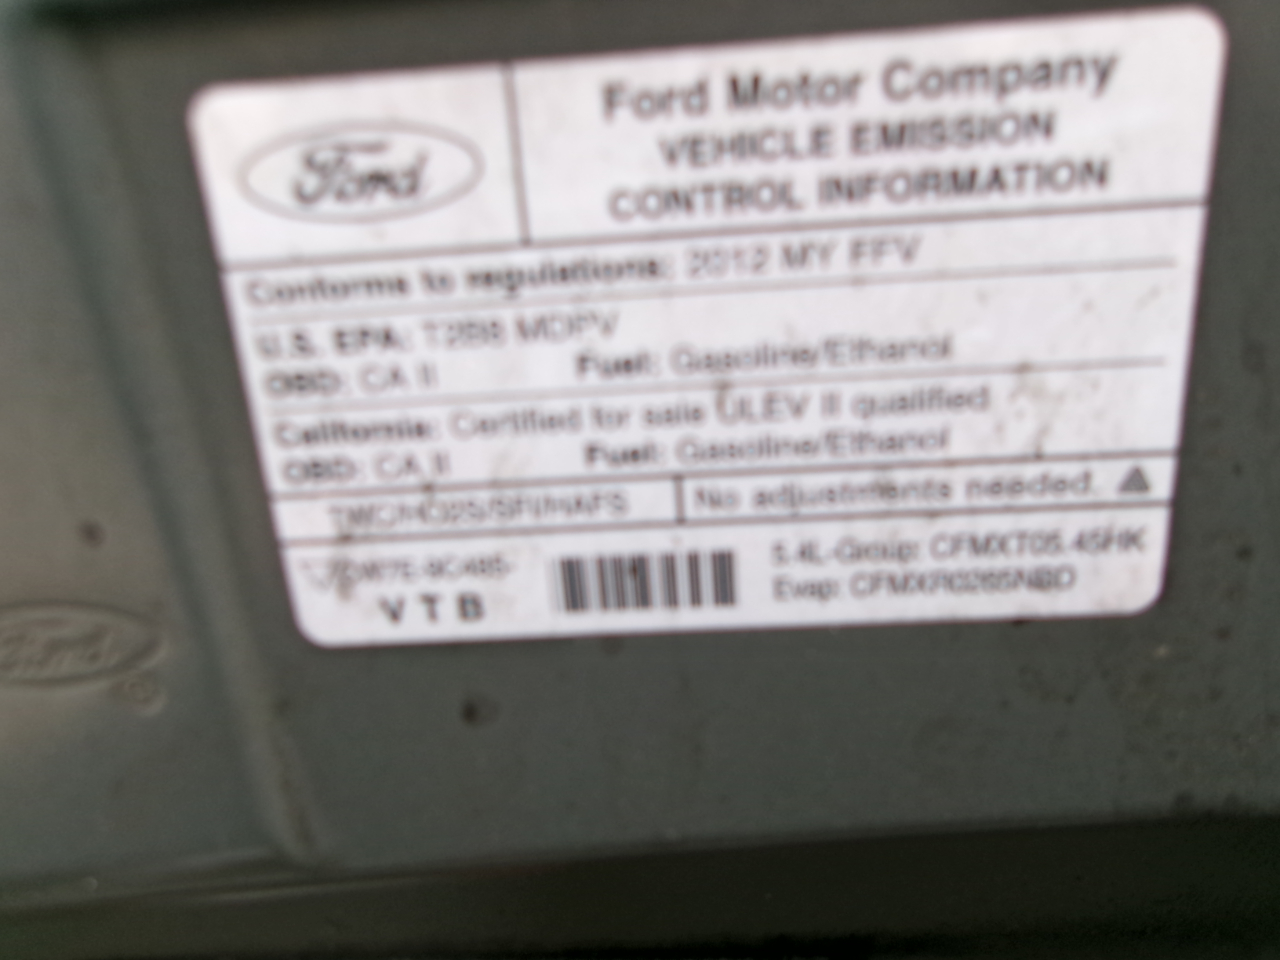 Ford
Ford Motor Company
VEHICLE EMISSION
CONTROL INFORMATION
Conforms to regulations: 2012 MY FFV
U.S. EPA: T2B8 MDPV
OBD: CA II Fuel: Gasoline/Ethanol
California: Certified for sale ULEV II qualified
OBD: CA II Fuel: Gasoline/Ethanol
No adjustments needed.
VTB
5.4L-Group: CFMXT05.45HK
Evap: CFMXR0265NBD
Ford